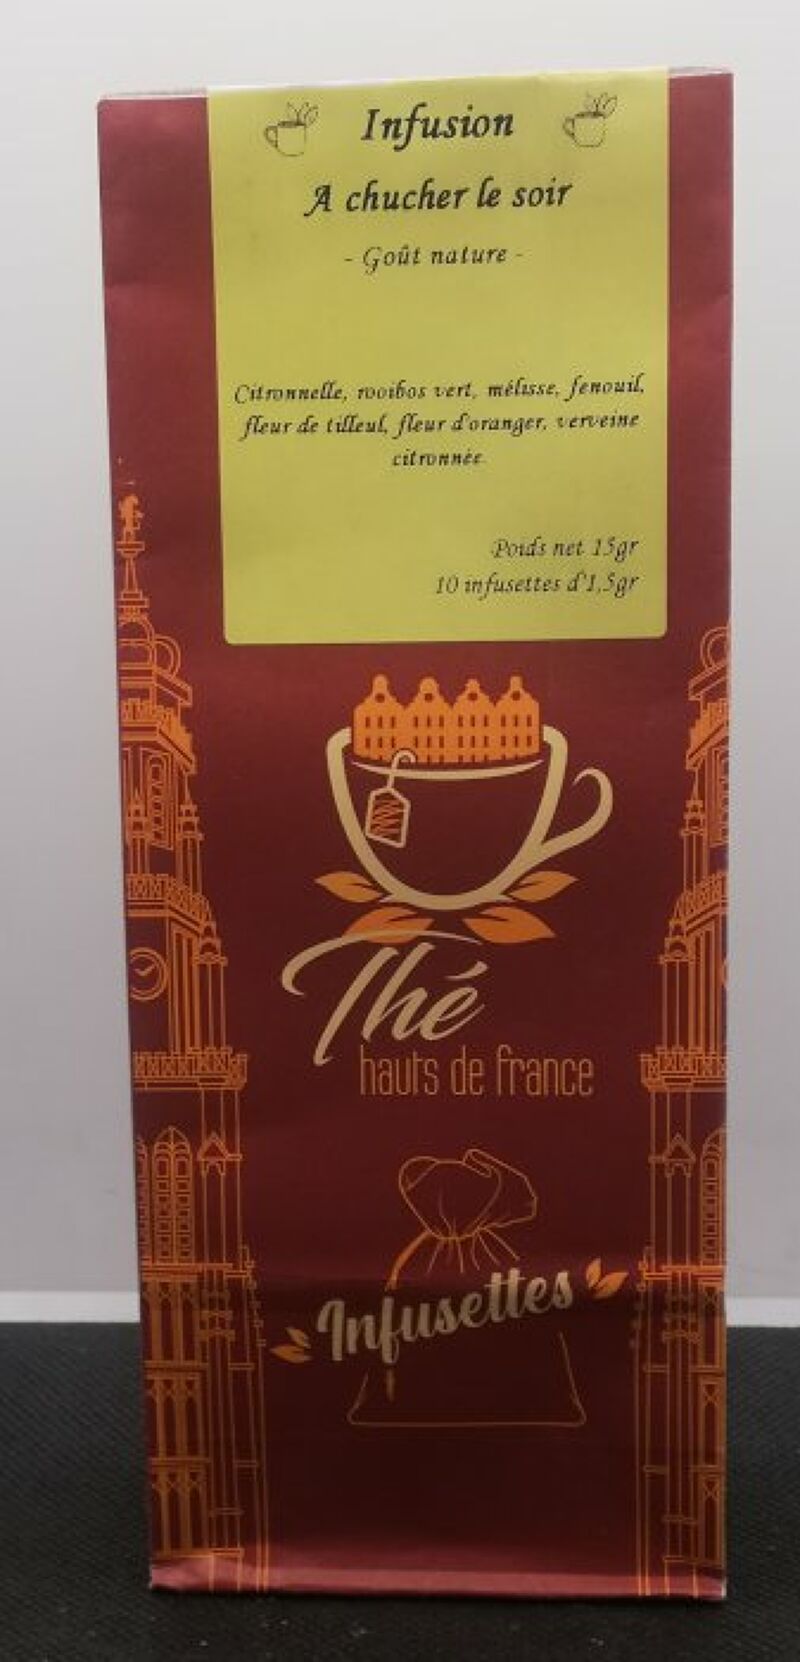 Infusion
A chucher le soir
- Goût nature -
Citronnelle, rooibos vert, mélisse, fenouil,
fleur de tilleul, fleur d'oranger, verveine
citronnée.
Poids net 15gr
10 infusettes d'1,5gr
Thé
hauts de france
Infusettes